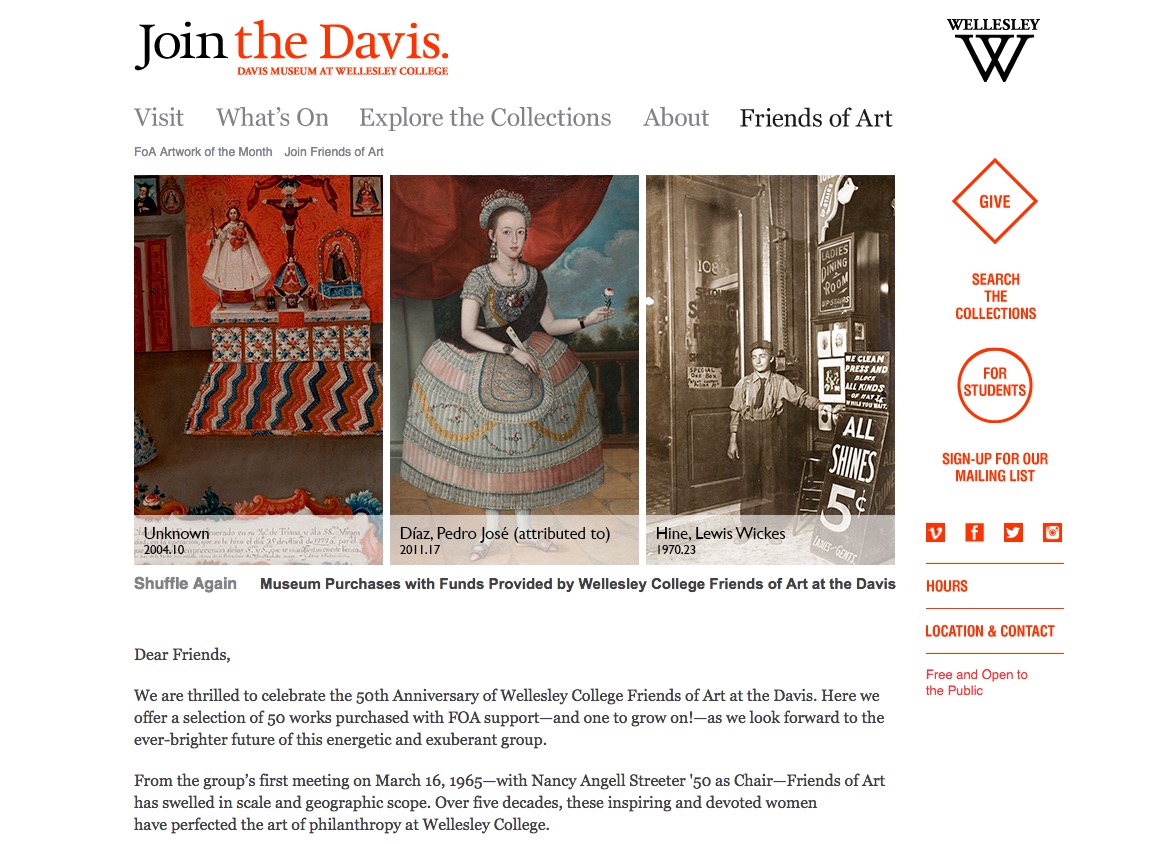 Join the Davis.
DAVIS MUSEUM AT WELLESLEY COLLEGE
WELLESLEY
W
Visit What's On Explore the Collections About Friends of Art
FoA Artwork of the Month Join Friends of Art
108
LADIES
DINING
ROOM
UP-STAIRS
SPECIAL
WE CLEAN
PRESS AND
BLOCK
ALL KINDS
OF HATS
WHILE YOU WAIT.
ALL
SHINES
5¢
LADIES AND GENTS.
Unknown
2004.10
Díaz, Pedro José (attributed to)
2011.17
Hine, Lewis Wickes
1970.23
Shuffle Again Museum Purchases with Funds Provided by Wellesley College Friends of Art at the Davis
Dear Friends,
We are thrilled to celebrate the 50th Anniversary of Wellesley College Friends of Art at the Davis. Here we
offer a selection of 50 works purchased with FOA support—and one to grow on!—as we look forward to the
ever-brighter future of this energetic and exuberant group.
From the group's first meeting on March 16, 1965—with Nancy Angell Streeter '50 as Chair—Friends of Art
has swelled in scale and geographic scope. Over five decades, these inspiring and devoted women
have perfected the art of philanthropy at Wellesley College.
GIVE
SEARCH
THE
COLLECTIONS
FOR
STUDENTS
SIGN-UP FOR OUR
MAILING LIST
HOURS
LOCATION & CONTACT
Free and Open to
the Public